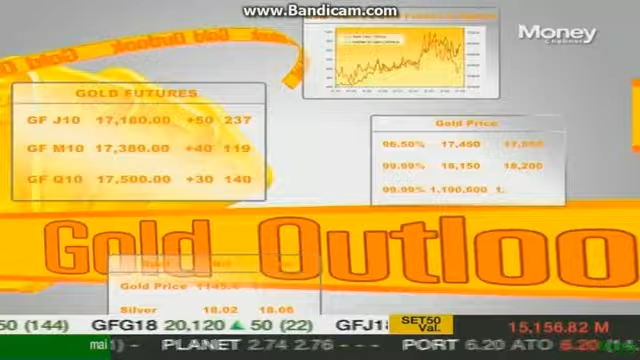 www.Bandicam.com
Money
Channel
GOLD FUTURES
GF J10 17,180.00 +50 237
GF M10 17,380.00 +40 119
GF Q10 17,500.00 +30 140
Gold Price
96.50% 17,450
99.99% 18,150 18,200
99.99% 1,190,600 1,
Gold Outloo
Gold Price
Silver 18.02 18.06
50 (144) GFG18 20,120 ▲ 50 (22) GFJ1
SET50
Val.
15,156.82 M
mai) - PLANET 2.74 2.76 ... PORT 6.20 ATO 6.20